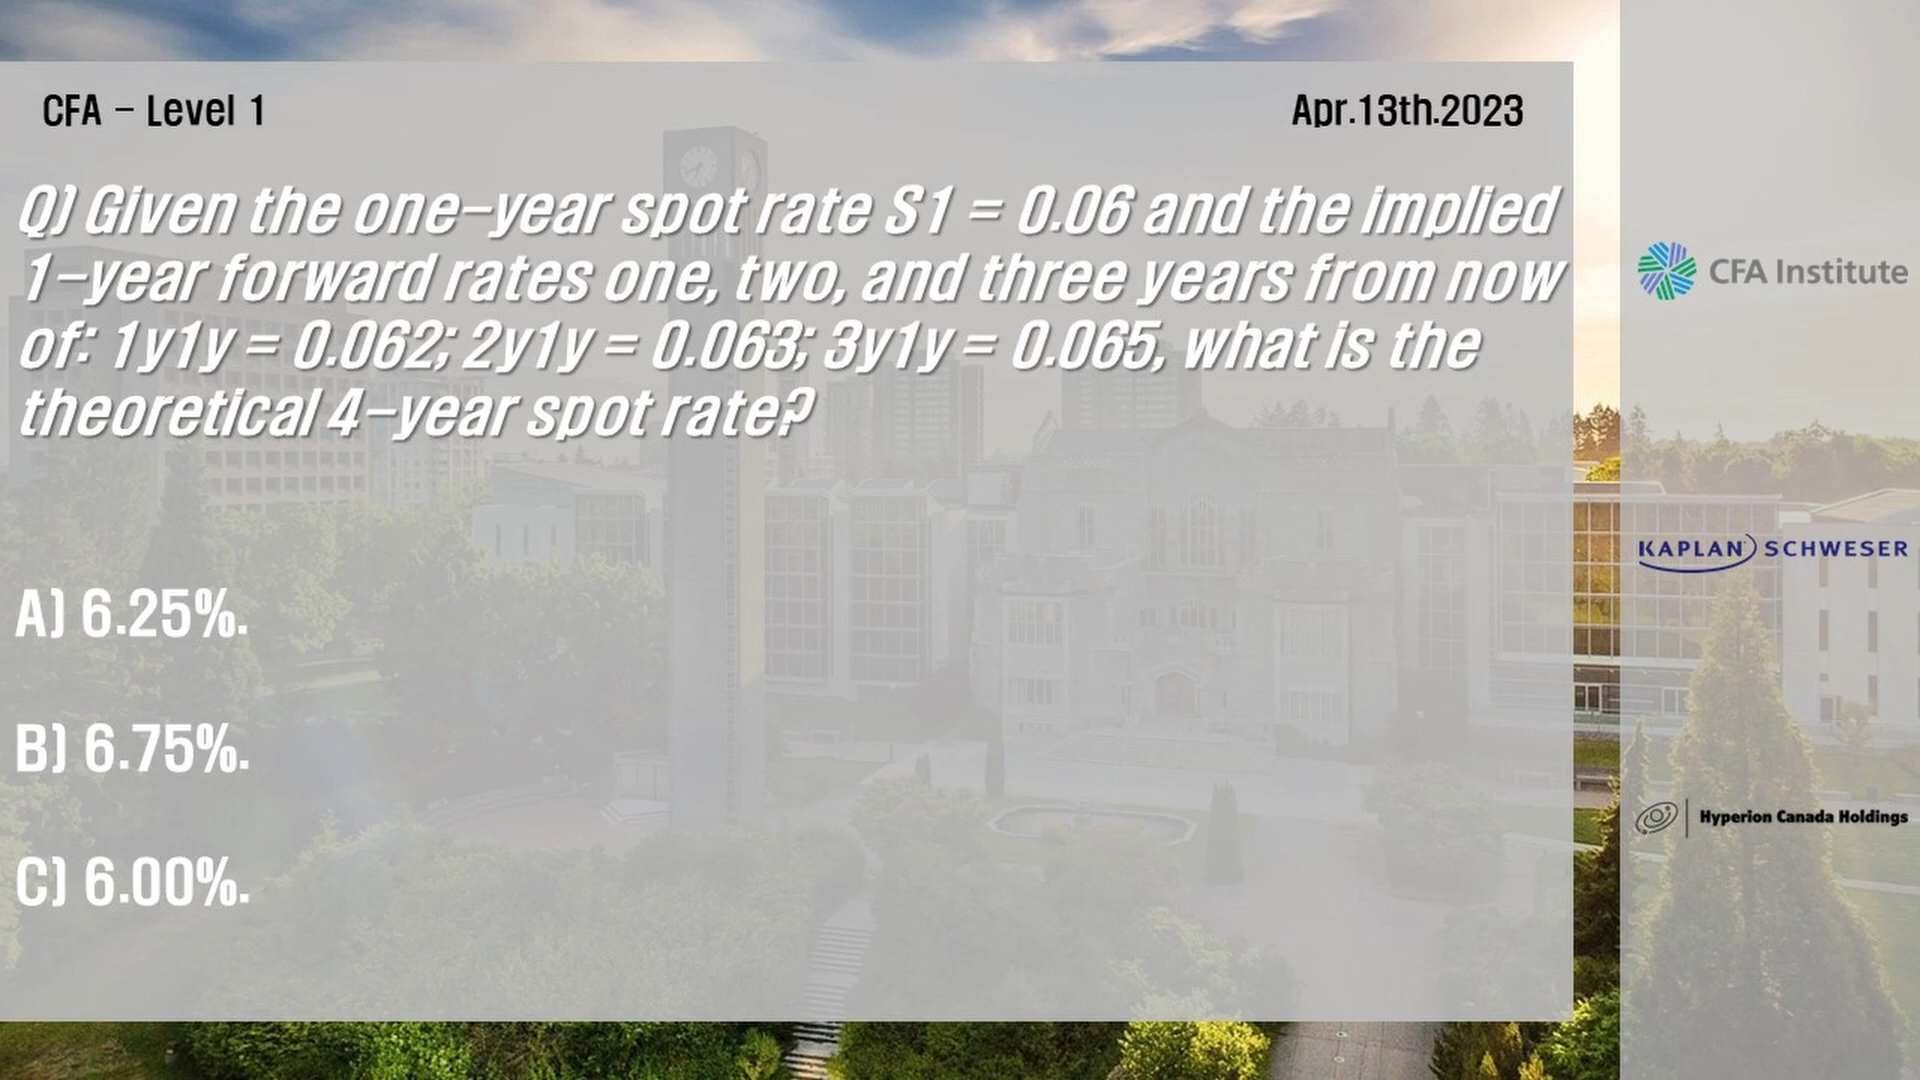 CFA - Level 1
Apr.13th.2023
Q) Given the one-year spot rate S1 = 0.06 and the implied
1-year forward rates one, two, and three years from now
of: 1y1y = 0.062; 2y1y = 0.063; 3y1y = 0.065, what is the
theoretical 4-year spot rate?
CFA Institute
KAPLAN SCHWESER
A) 6.25%.
B) 6.75%.
Hyperion Canada Holdings
C) 6.00%.